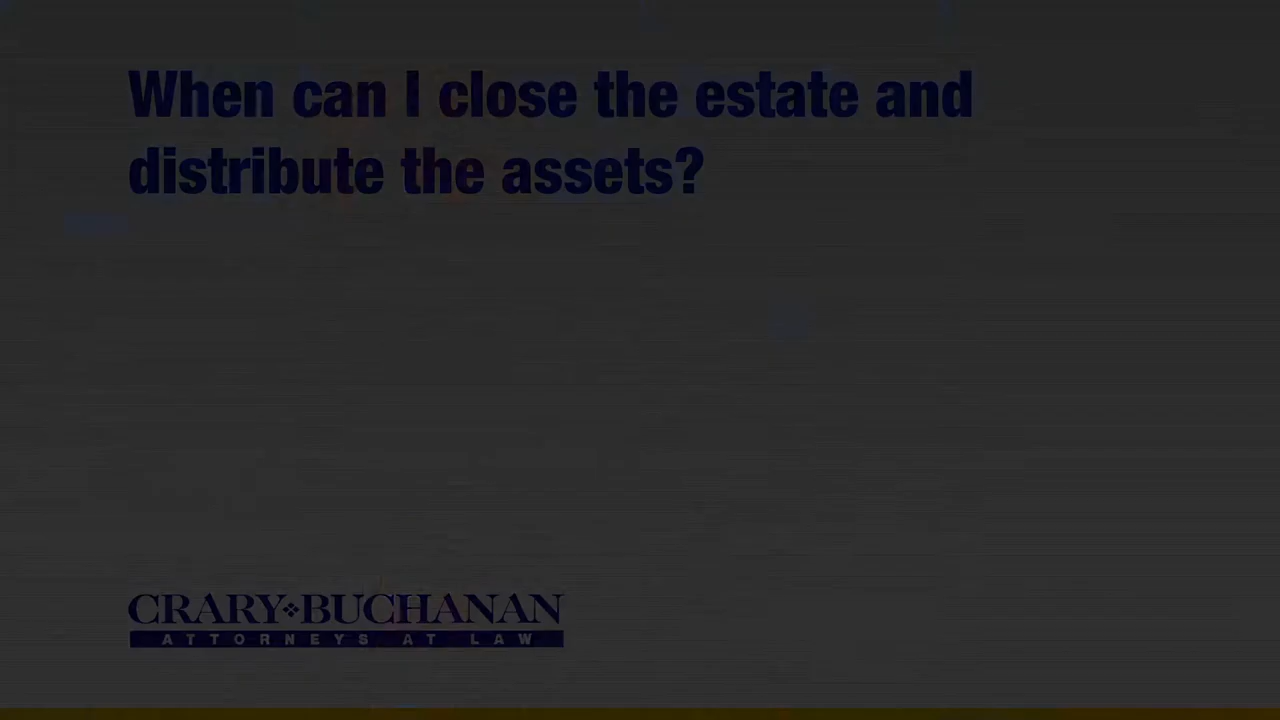 When can I close the estate and
distribute the assets?
CRARY❖BUCHANAN
ATTORNEYS AT LAW